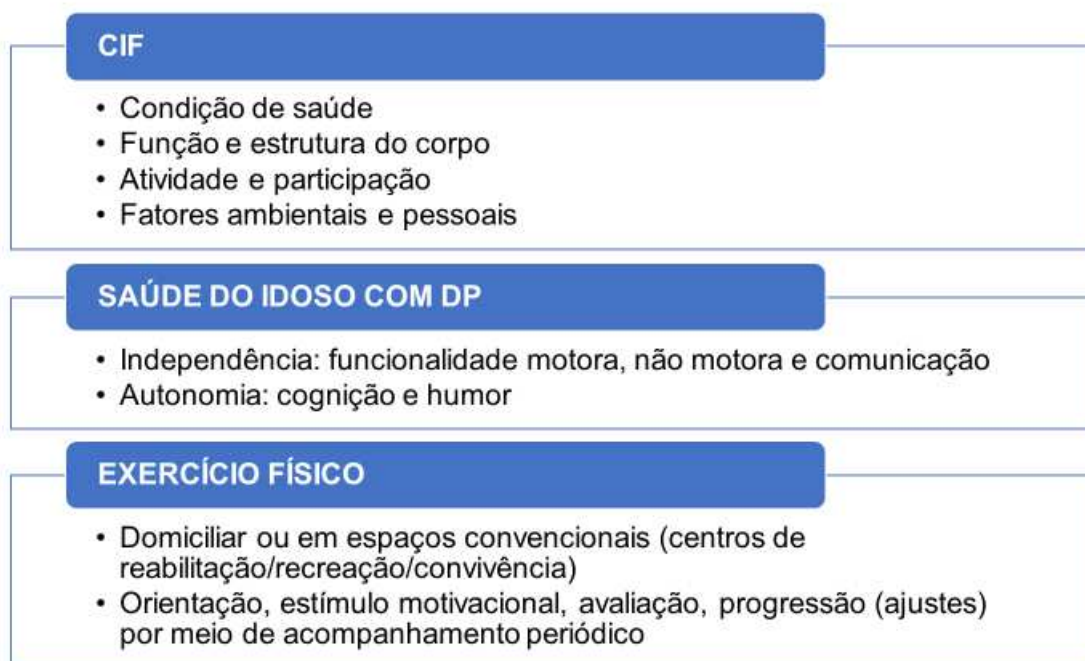 CIF
• Condição de saúde
• Função e estrutura do corpo
• Atividade e participação
• Fatores ambientais e pessoais
SAÚDE DO IDOSO COM DP
• Independência: funcionalidade motora, não motora e comunicação
• Autonomia: cognição e humor
EXERCÍCIO FÍSICO
• Domiciliar ou em espaços convencionais (centros de
reabilitação/recreação/convivência)
• Orientação, estímulo motivacional, avaliação, progressão (ajustes)
por meio de acompanhamento periódico